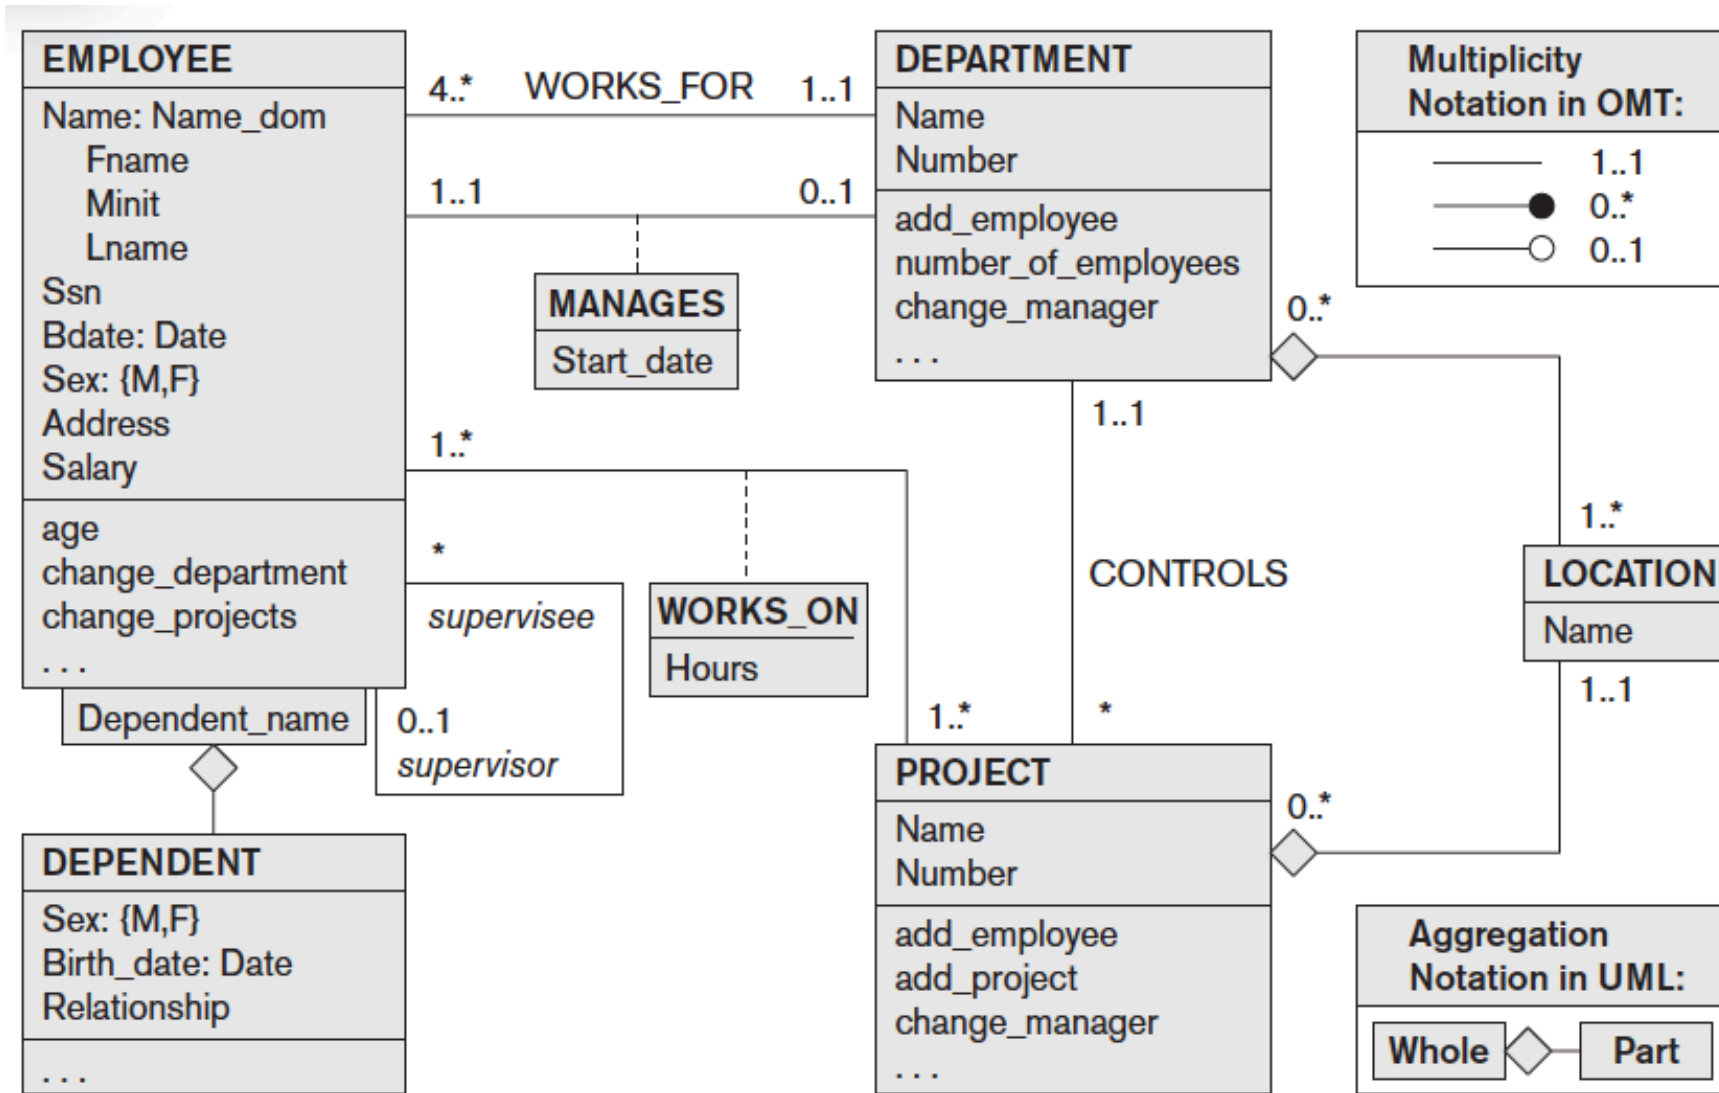 EMPLOYEE
Name: Name_dom
Fname
Minit
Lname
Ssn
Bdate: Date
Sex: {M,F}
Address
Salary
age
change_department
change_projects
. . .
Dependent_name
4..*
WORKS_FOR
1..1
1..1
0..1
MANAGES
Start_date
1..*
*
supervisee
0..1
supervisor
WORKS_ON
Hours
1..*
DEPARTMENT
Name
Number
add_employee
number_of_employees
change_manager
. . .
0..*
1..1
CONTROLS
*
1..*
LOCATION
Name
1..1
PROJECT
Name
Number
add_employee
add_project
change_manager
. . .
0..*
DEPENDENT
Sex: {M,F}
Birth_date: Date
Relationship
. . .
Multiplicity
Notation in OMT:
1..1
0..*
0..1
Aggregation
Notation in UML:
Whole
Part